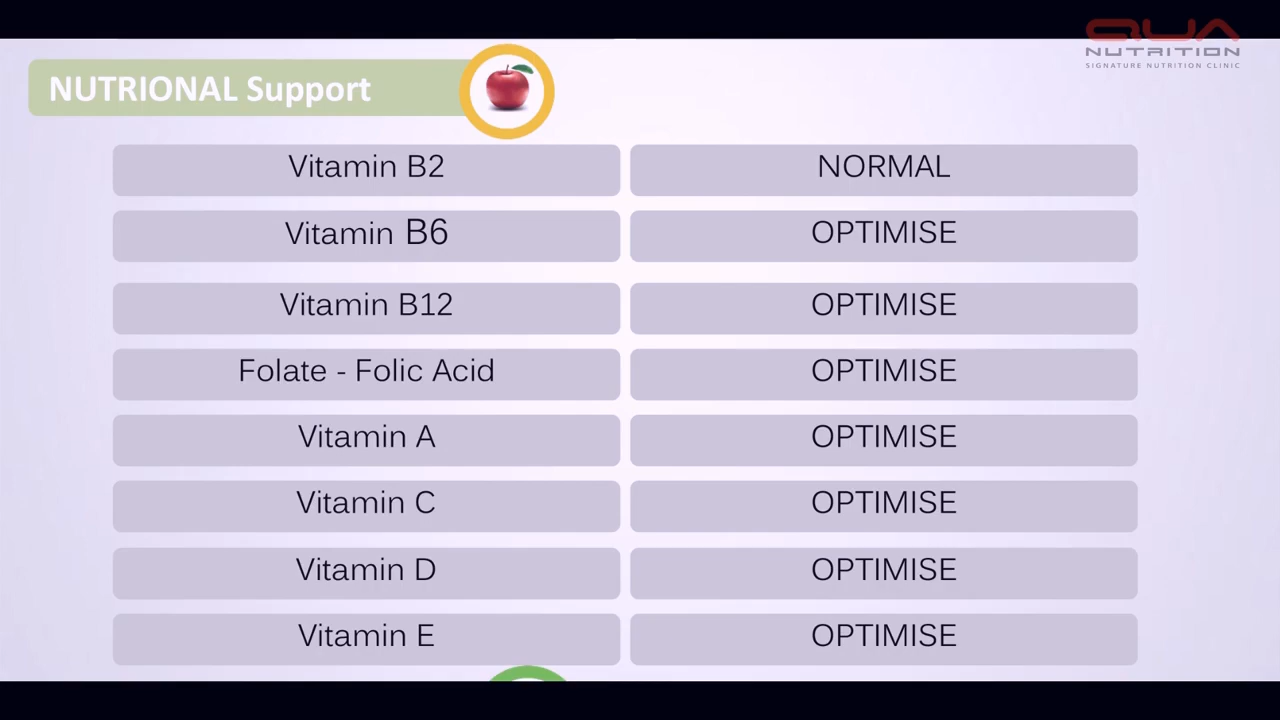 QUA
NUTRITION
SIGNATURE NUTRITION CLINIC
NUTRIONAL Support
Vitamin B2 NORMAL
Vitamin B6 OPTIMISE
Vitamin B12 OPTIMISE
Folate - Folic Acid OPTIMISE
Vitamin A OPTIMISE
Vitamin C OPTIMISE
Vitamin D OPTIMISE
Vitamin E OPTIMISE